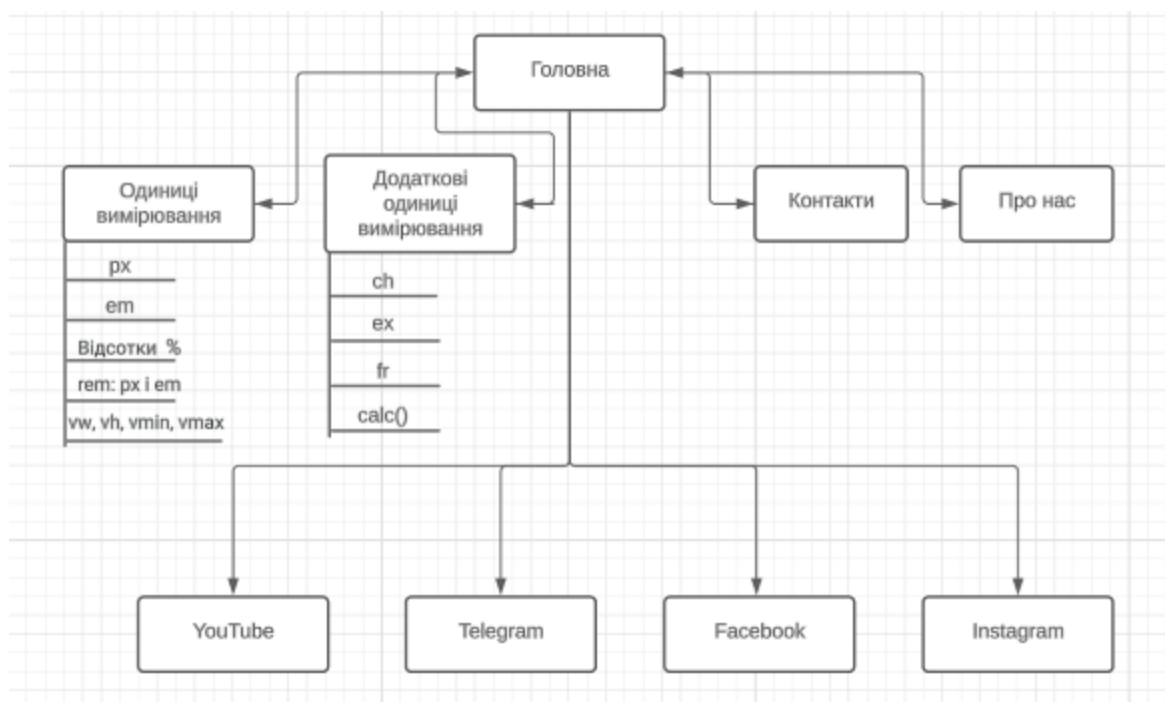 Головна
Одиниці
вимірювання
px
em
Відсотки %
rem: px і em
vw, vh, vmin, vmax
Додаткові
одиниці
вимірювання
ch
ex
fr
calc()
Контакти
Про нас
YouTube
Telegram
Facebook
Instagram